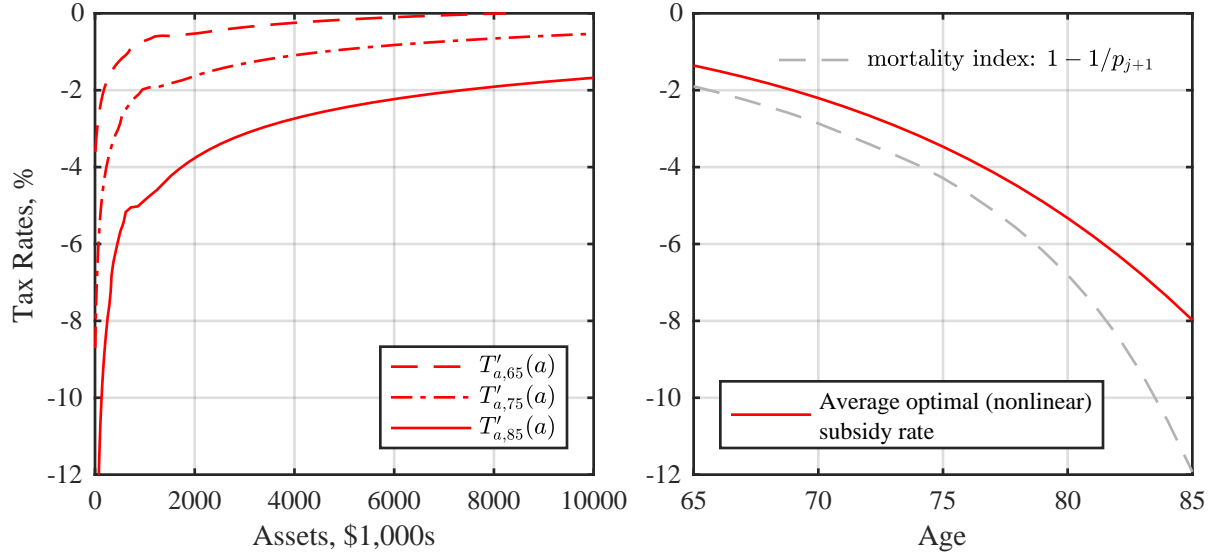 Tax Rates, %
0
-2
-4
-6
-8
-10
-12
0
2000
4000
6000
8000
10000
Assets, $1,000s
T′a,65(a)
T′a,75(a)
T′a,85(a)
0
-2
-4
-6
-8
-10
-12
65
70
75
80
85
Age
mortality index: 1 − 1/pj+1
Average optimal (nonlinear)
subsidy rate